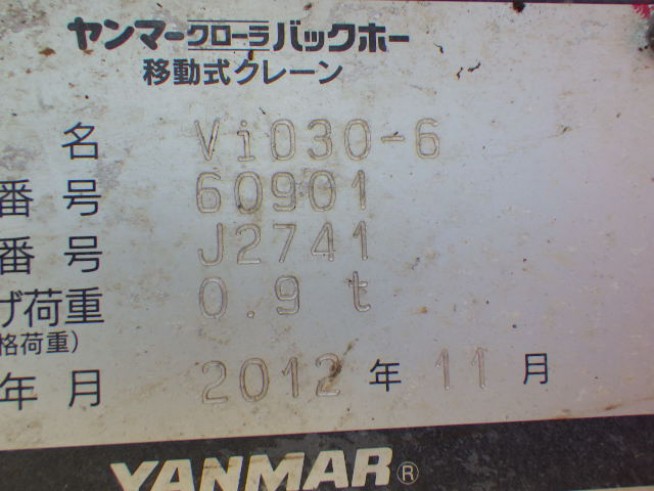 ヤンマークローラバックホー
移動式クレーン
名 ViO30-6
番号 60901
番号 J2741
げ荷重 0.9 t
格荷重)
年月 2012 年 11 月
YANMAR®